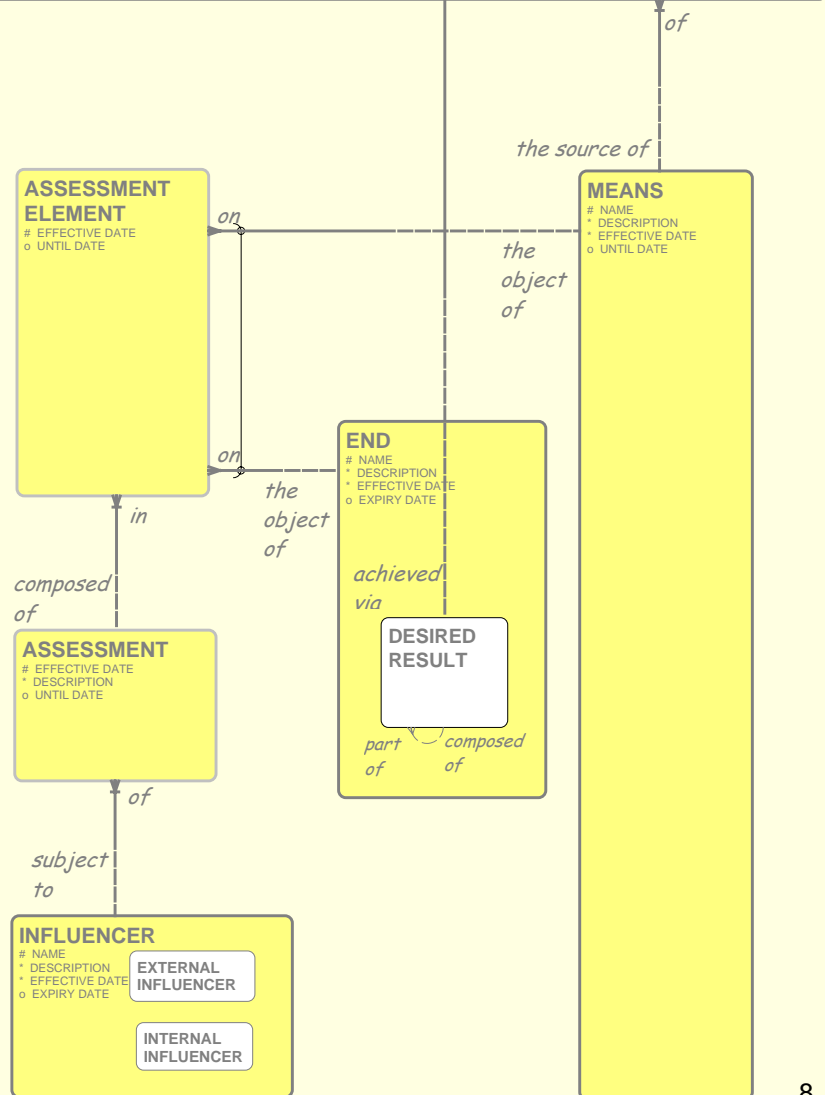 of
the source of
ASSESSMENT
ELEMENT
# EFFECTIVE DATE
o UNTIL DATE
on
the
object
of
MEANS
# NAME
* DESCRIPTION
* EFFECTIVE DATE
o UNTIL DATE
on
the
object
of
END
# NAME
* DESCRIPTION
* EFFECTIVE DATE
o EXPIRY DATE
achieved
via
DESIRED
RESULT
part
of
composed
of
in
composed
of
ASSESSMENT
# EFFECTIVE DATE
* DESCRIPTION
o UNTIL DATE
of
subject
to
INFLUENCER
# NAME
* DESCRIPTION
* EFFECTIVE DATE
o EXPIRY DATE
EXTERNAL
INFLUENCER
INTERNAL
INFLUENCER
8